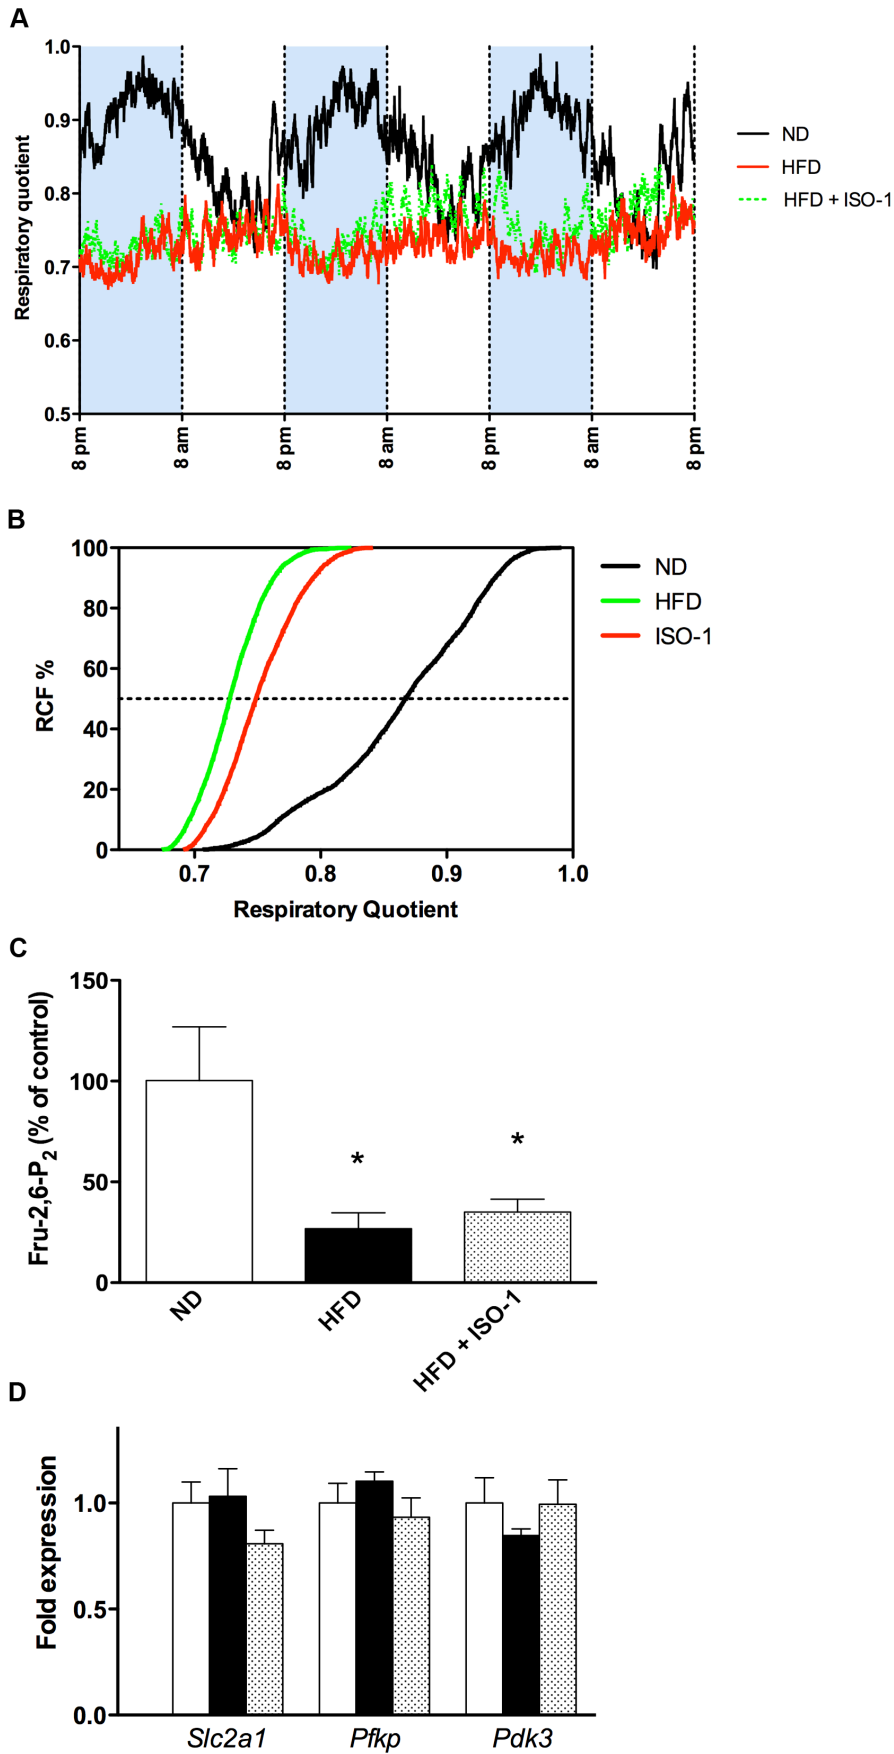 A
1.0
0.9
0.8
0.7
0.6
0.5
Respiratory quotient
8 pm
8 am
8 pm
8 am
8 pm
8 am
8 pm
ND
HFD
HFD + ISO-1
B
100
80
60
40
20
0
RCF %
0.7
0.8
0.9
1.0
Respiratory Quotient
ND
HFD
ISO-1
C
150
100
50
0
Fru-2,6-P2 (% of control)
*
*
ND
HFD
HFD + ISO-1
D
1.0
0.5
0.0
Fold expression
Slc2a1
Pfkp
Pdk3